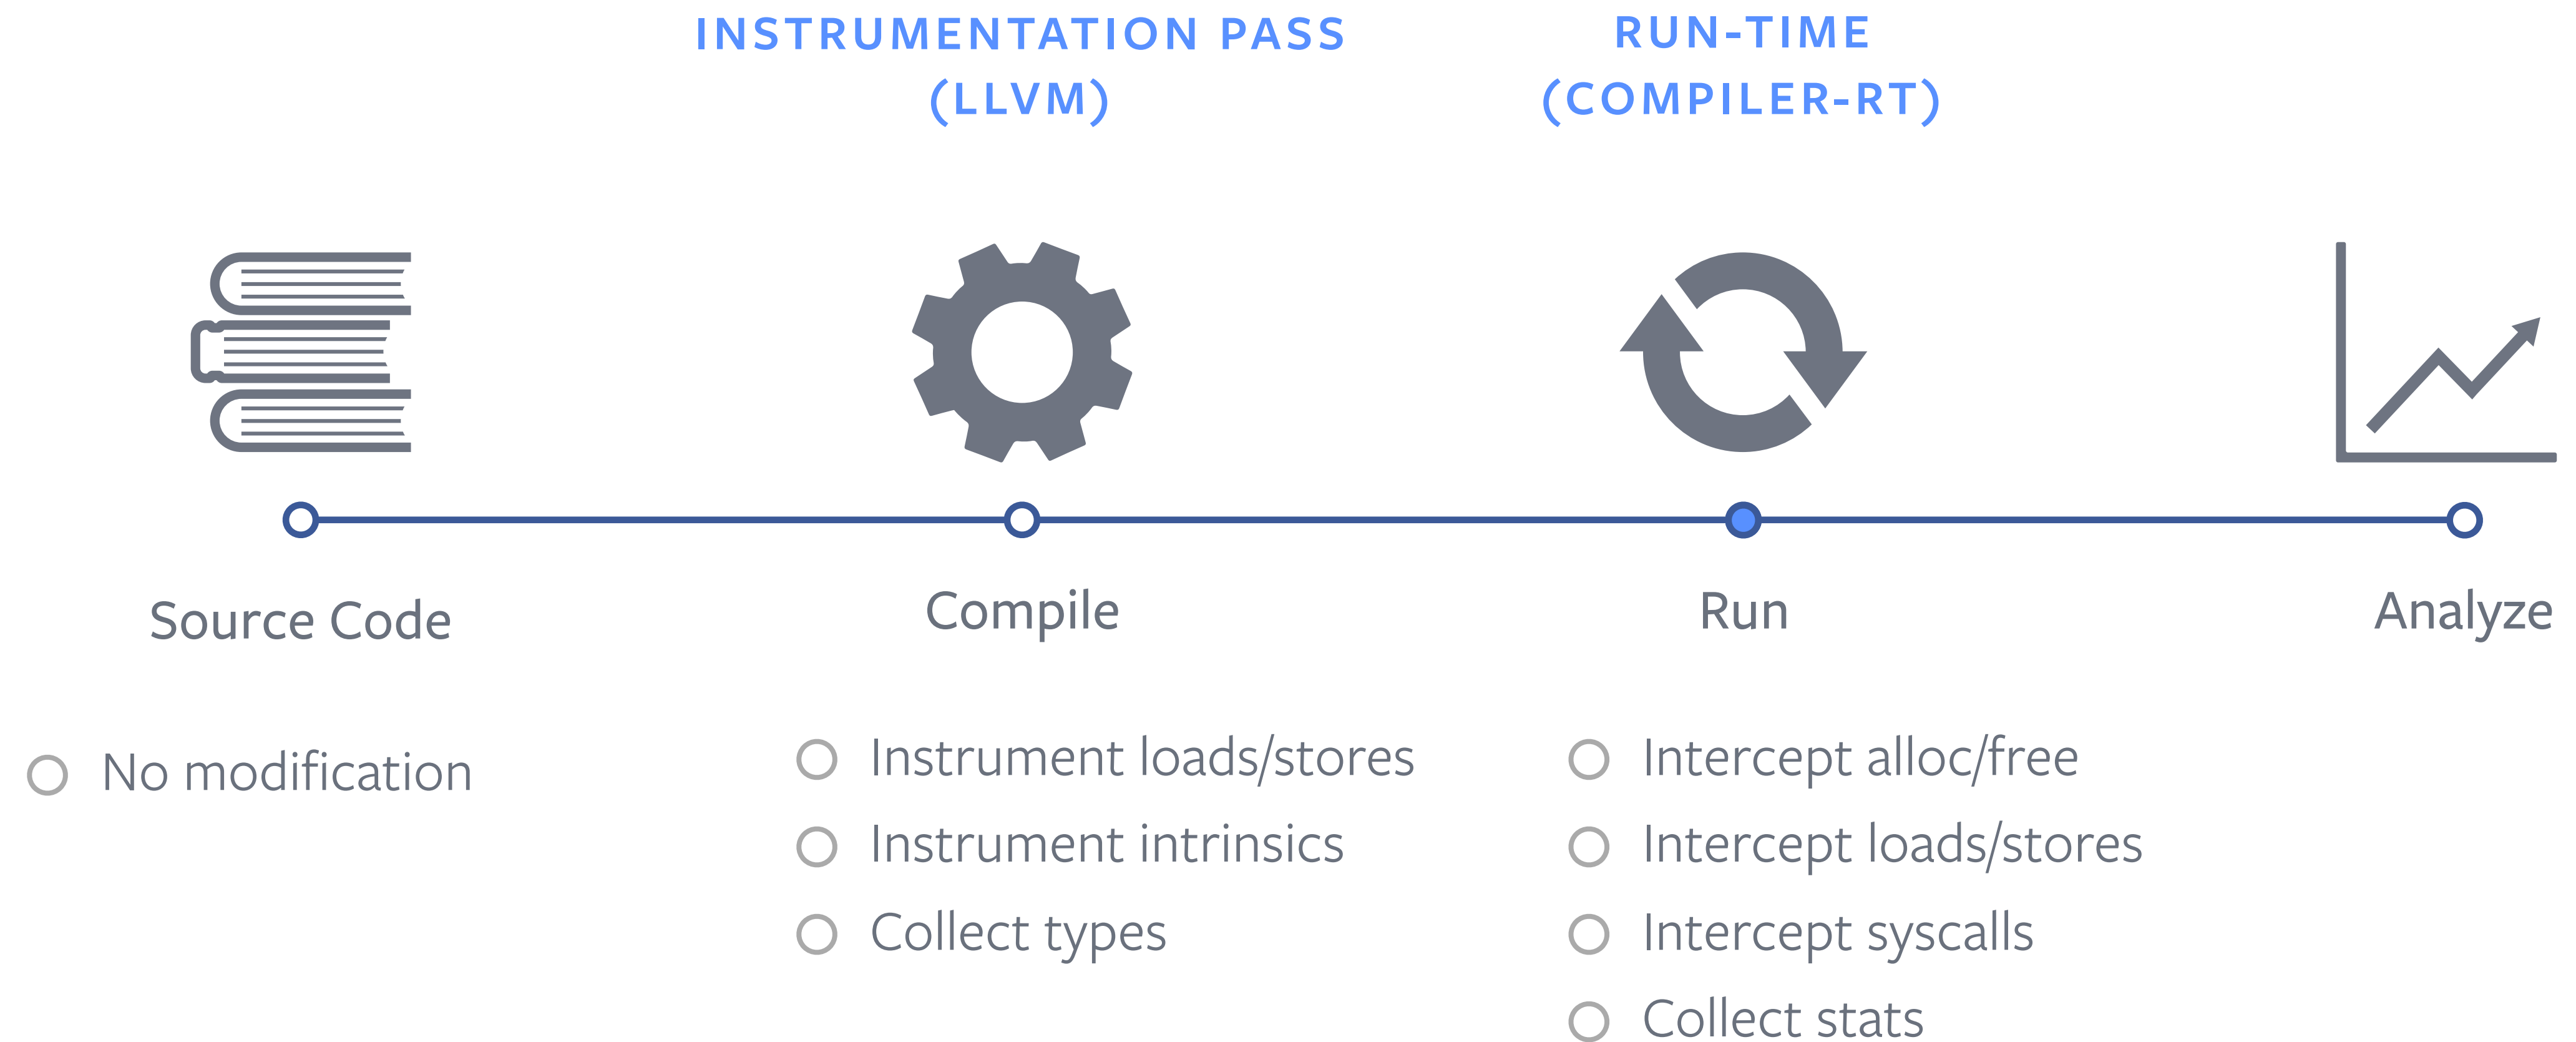 INSTRUMENTATION PASS
(LLVM)
RUN-TIME
(COMPILER-RT)
Source Code
Compile
Run
Analyze
No modification
Instrument loads/stores
Instrument intrinsics
Collect types
Intercept alloc/free
Intercept loads/stores
Intercept syscalls
Collect stats